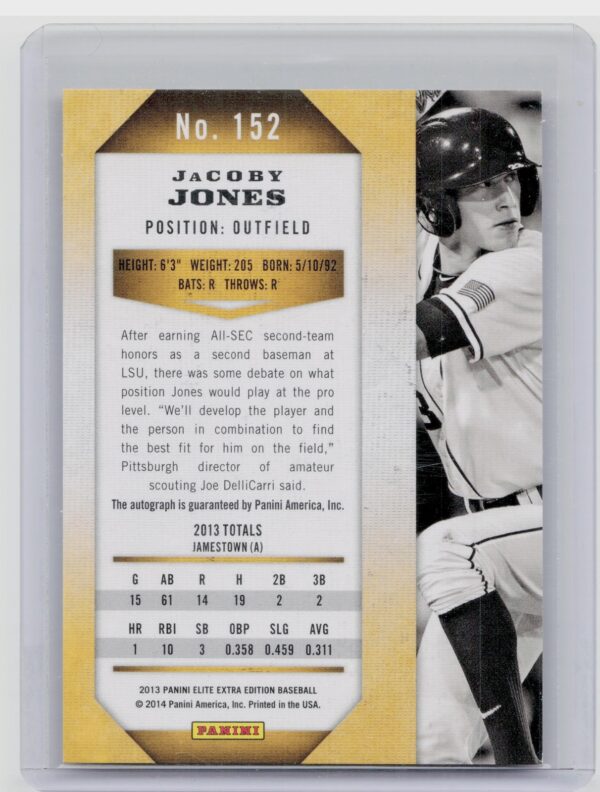 No. 152
JACOBY
JONES
POSITION: OUTFIELD
HEIGHT: 6'3" WEIGHT: 205 BORN: 5/10/92
BATS: R THROWS: R
After earning All-SEC second-team
honors as a second baseman at
LSU, there was some debate on what
position Jones would play at the pro
level. “We’ll develop the player and
the person in combination to find
the best fit for him on the field,”
Pittsburgh director of amateur
scouting Joe DelliCarri said.
The autograph is guaranteed by Panini America, Inc.
2013 TOTALS
JAMESTOWN (A)
G AB R H 2B 3B
15 61 14 19 2 2
HR RBI SB OBP SLG AVG
1 10 3 0.358 0.459 0.311
2013 PANINI ELITE EXTRA EDITION BASEBALL
© 2014 Panini America, Inc. Printed in the USA.
PANINI